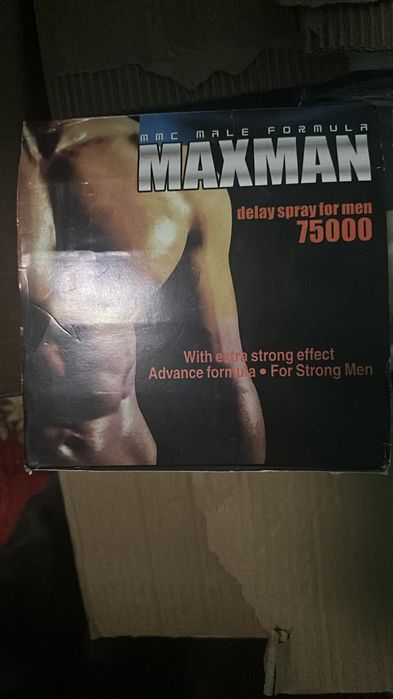 MMC MALE FORMULA
MAXMAN
delay spray for men
75000
With extra strong effect
Advance formula • For Strong Men